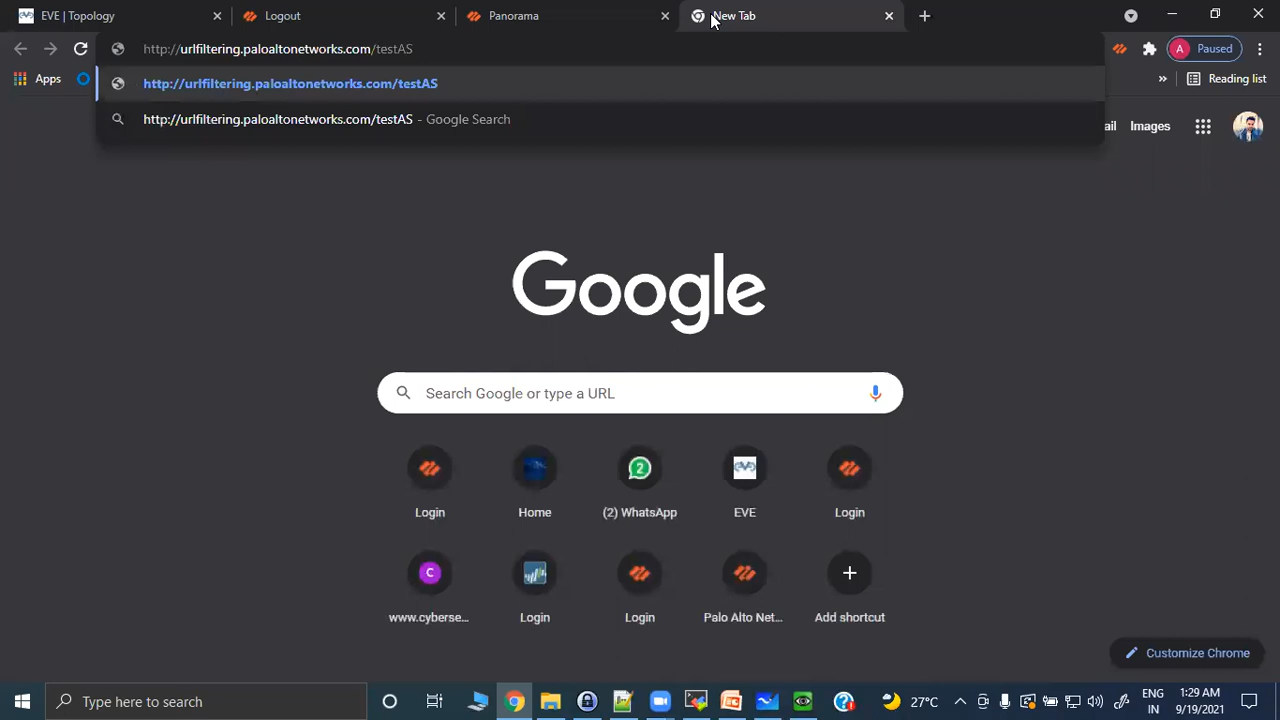 EVE | Topology
Logout
Panorama
New Tab
http://urlfiltering.paloaltonetworks.com/testAS
A Paused
Apps
http://urlfiltering.paloaltonetworks.com/testAS
Reading list
http://urlfiltering.paloaltonetworks.com/testAS - Google Search
ail Images
Google
Search Google or type a URL
Login
Home
(2) WhatsApp
EVE
Login
C
www.cyberse...
Login
Login
Palo Alto Net...
Add shortcut
Customize Chrome
Type here to search
27°C
ENG
IN
1:29 AM
9/19/2021